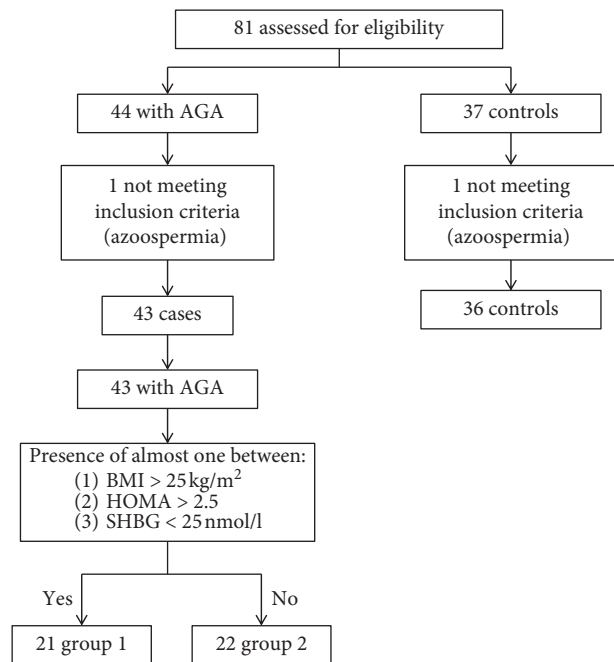 81 assessed for eligibility
44 with AGA
37 controls
1 not meeting
inclusion criteria
(azoospermia)
1 not meeting
inclusion criteria
(azoospermia)
43 cases
36 controls
43 with AGA
Presence of almost one between:
(1) BMI > 25 kg/m²
(2) HOMA > 2.5
(3) SHBG < 25 nmol/l
Yes
No
21 group 1
22 group 2